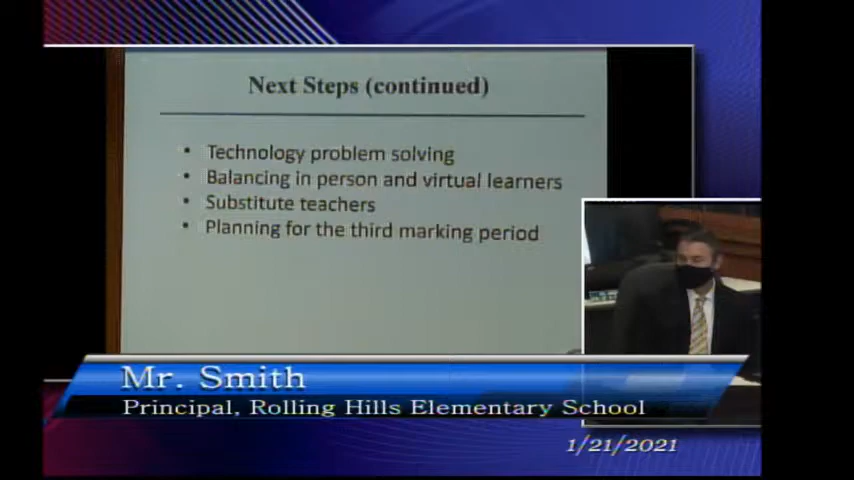 Next Steps (continued)
• Technology problem solving
• Balancing in person and virtual learners
• Substitute teachers
• Planning for the third marking period
Mr. Smith
Principal, Rolling Hills Elementary School
1/21/2021